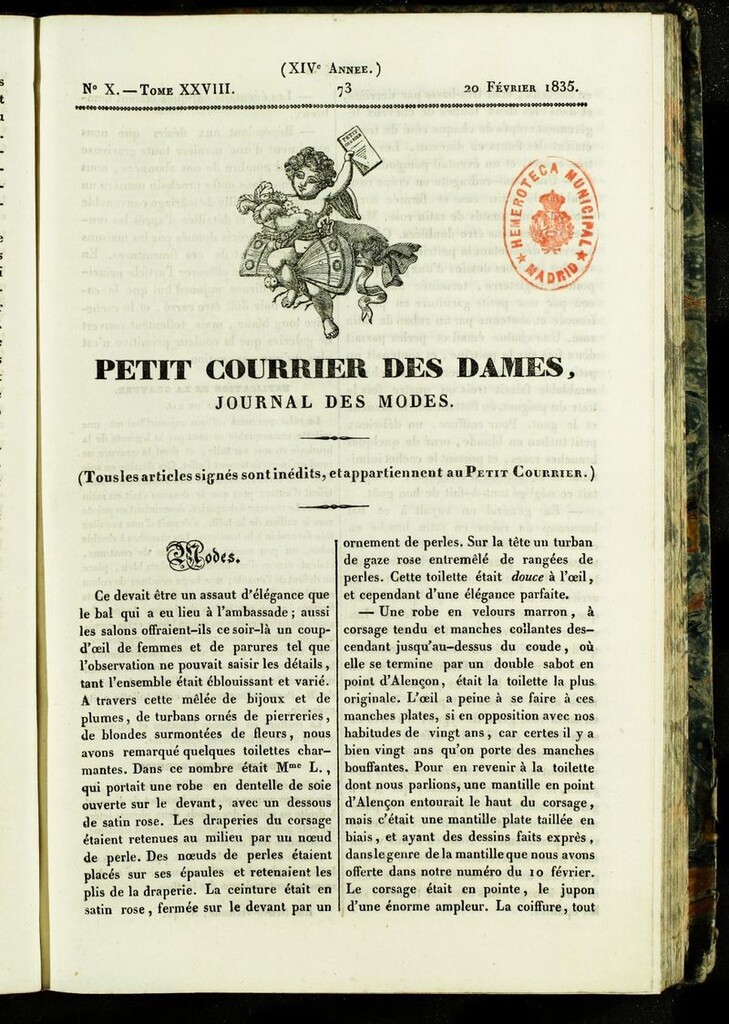 (XIVe ANNEE.)
No X.—TOME XXVIII. 73 20 FÉVRIER 1835.
PETIT COURRIER
HEMEROTECA MUNICIPAL
★ MADRID ★
PETIT COURRIER DES DAMES,
JOURNAL DES MODES.
(Tous les articles signés sont inédits, et appartiennent au PETIT COURRIER.)
Modes.
Ce devait être un assaut d'élégance que
le bal qui a eu lieu à l'ambassade ; aussi
les salons offraient-ils ce soir-là un coup-
d'œil de femmes et de parures tel que
l'observation ne pouvait saisir les détails,
tant l'ensemble était éblouissant et varié.
A travers cette mêlée de bijoux et de
plumes, de turbans ornés de pierreries,
de blondes surmontées de fleurs, nous
avons remarqué quelques toilettes char-
mantes. Dans ce nombre était Mme L.,
qui portait une robe en dentelle de soie
ouverte sur le devant, avec un dessous
de satin rose. Les draperies du corsage
étaient retenues au milieu par un nœud
de perle. Des nœuds de perles étaient
placés sur ses épaules et retenaient les
plis de la draperie. La ceinture était en
satin rose, fermée sur le devant par un
ornement de perles. Sur la tête un turban
de gaze rose entremêlé de rangées de
perles. Cette toilette était douce à l'œil,
et cependant d'une élégance parfaite.
— Une robe en velours marron, à
corsage tendu et manches collantes des-
cendant jusqu'au-dessus du coude, où
elle se termine par un double sabot en
point d'Alençon, était la toilette la plus
originale. L'œil a peine à se faire à ces
manches plates, si en opposition avec nos
habitudes de vingt ans, car certes il y a
bien vingt ans qu'on porte des manches
bouffantes. Pour en revenir à la toilette
dont nous parlions, une mantille en point
d'Alençon entourait le haut du corsage,
mais c'était une mantille plate taillée en
biais, et ayant des dessins faits exprès,
dans le genre de la mantille que nous avons
offerte dans notre numéro du 10 février.
Le corsage était en pointe, le jupon
d'une énorme ampleur. La coiffure, tout